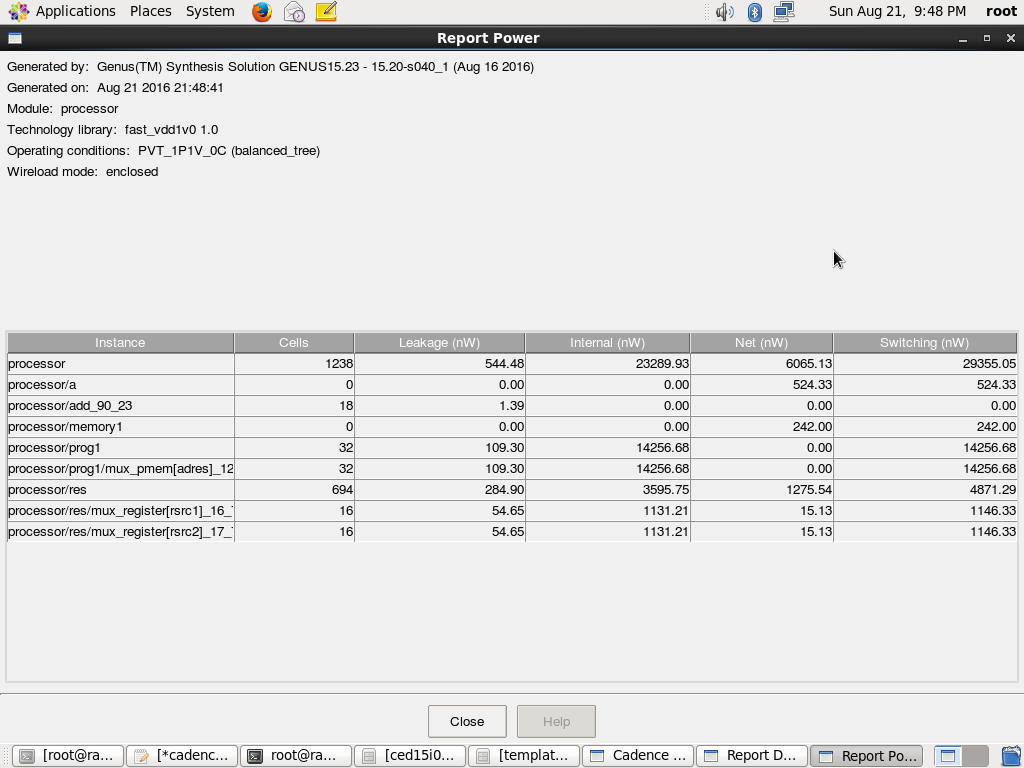 Applications Places System Sun Aug 21, 9:48 PM root
Report Power
Generated by: Genus(TM) Synthesis Solution GENUS15.23 - 15.20-s040_1 (Aug 16 2016)
Generated on: Aug 21 2016 21:48:41
Module: processor
Technology library: fast_vdd1v0 1.0
Operating conditions: PVT_1P1V_0C (balanced_tree)
Wireload mode: enclosed
Instance Cells Leakage (nW) Internal (nW) Net (nW) Switching (nW)
processor 1238 544.48 23289.93 6065.13 29355.05
processor/a 0 0.00 0.00 524.33 524.33
processor/add_90_23 18 1.39 0.00 0.00 0.00
processor/memory1 0 0.00 0.00 242.00 242.00
processor/prog1 32 109.30 14256.68 0.00 14256.68
processor/prog1/mux_pmem[adres]_12 32 109.30 14256.68 0.00 14256.68
processor/res 694 284.90 3595.75 1275.54 4871.29
processor/res/mux_register[rsrc1]_16_ 16 54.65 1131.21 15.13 1146.33
processor/res/mux_register[rsrc2]_17_ 16 54.65 1131.21 15.13 1146.33
Close Help
[root@ra... [*cadenc... root@ra... [ced15i0... [templat... Cadence ... Report D... Report Po...